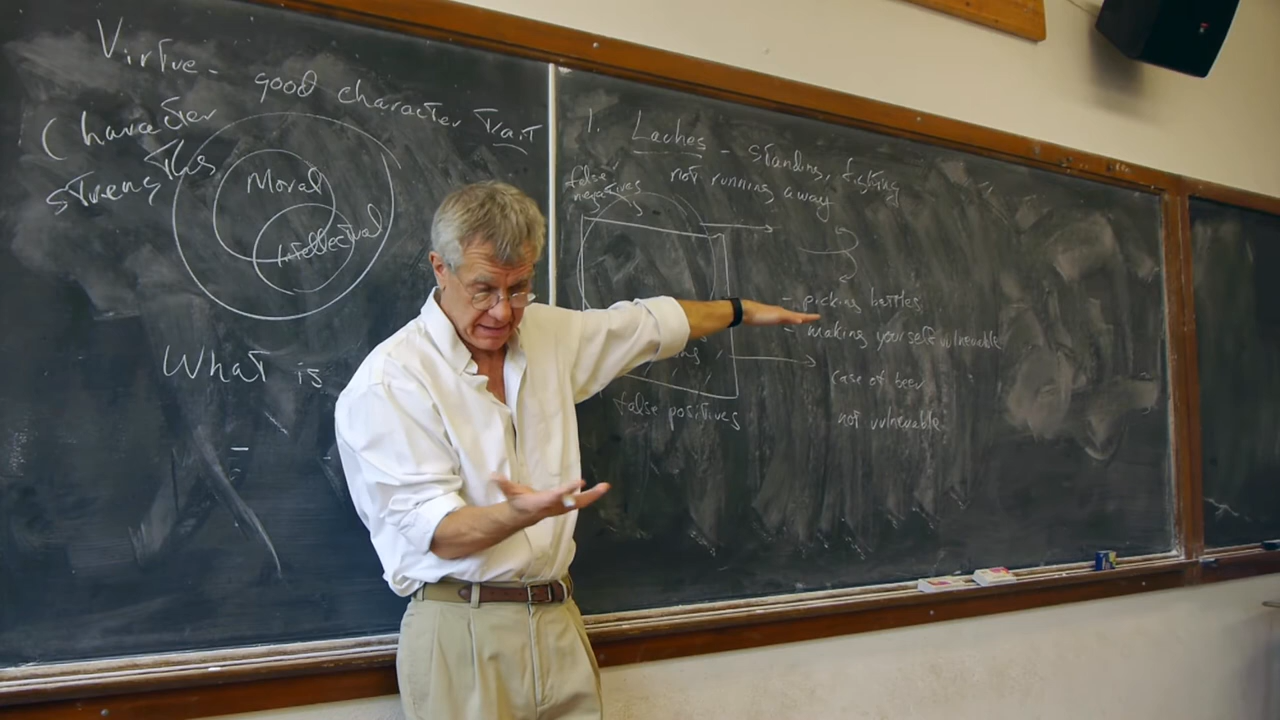 Virtue - good character Trait
Character
strengths
Moral
Intellectual
What is
1. Laches - standing, fighting
not running away
false
negatives
- picking battles
- making yourself vulnerable
case of beer
not vulnerable
false positives